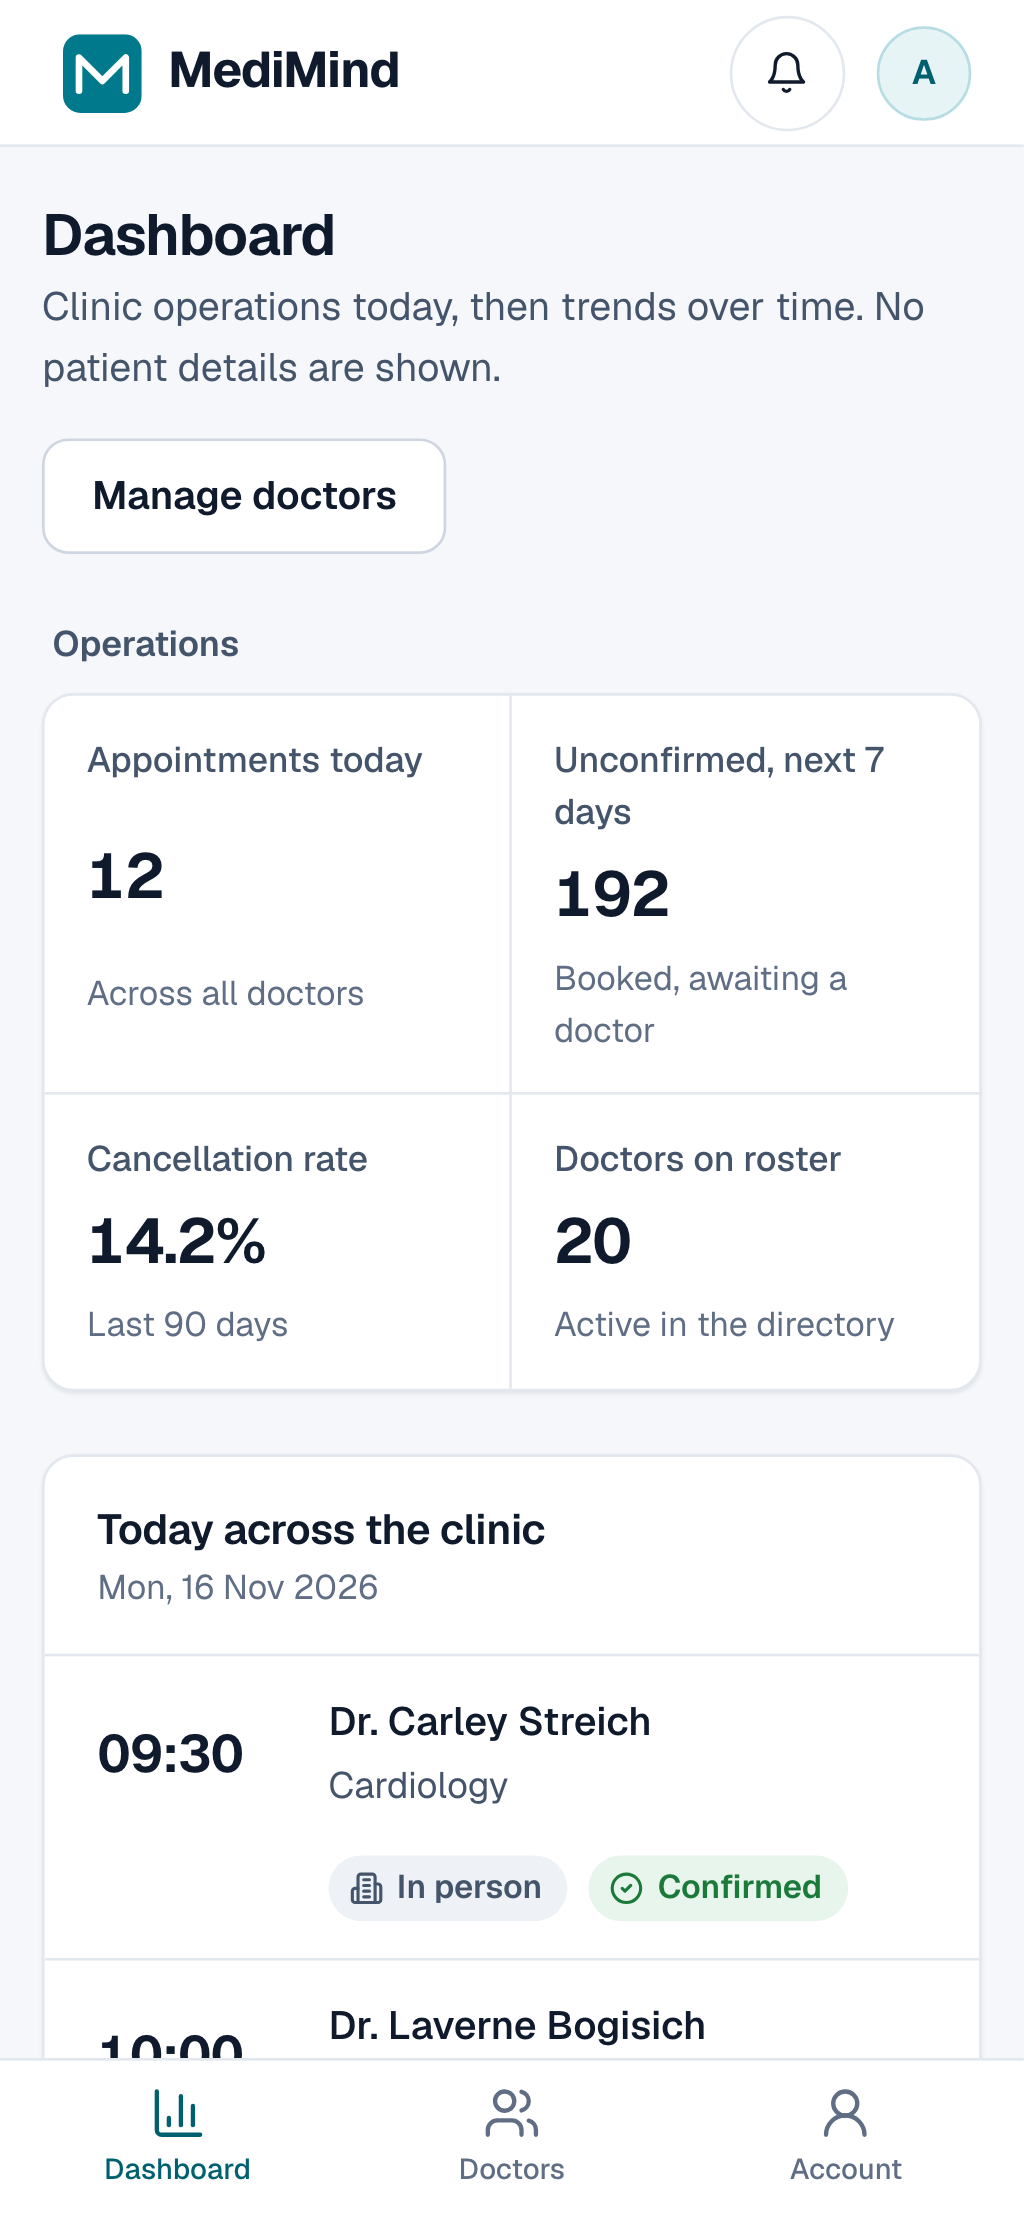 MediMind
A
Dashboard
Clinic operations today, then trends over time. No
patient details are shown.
Manage doctors
Operations
Appointments today
12
Across all doctors
Unconfirmed, next 7
days
192
Booked, awaiting a
doctor
Cancellation rate
14.2%
Last 90 days
Doctors on roster
20
Active in the directory
Today across the clinic
Mon, 16 Nov 2026
09:30
Dr. Carley Streich
Cardiology
In person
Confirmed
10:00
Dr. Laverne Bogisich
Dashboard
Doctors
Account